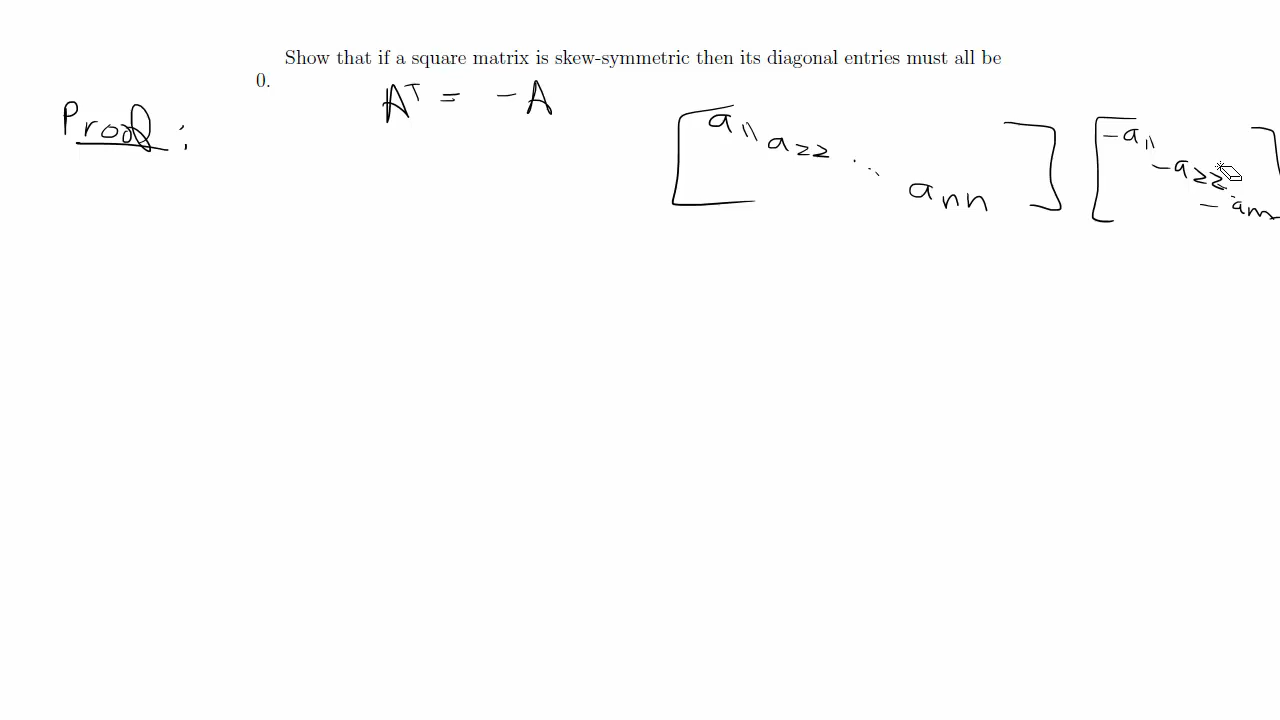 Show that if a square matrix is skew-symmetric then its diagonal entries must all be
0.
Aᵀ = -A
Proof:
a₁₁ a₂₂ ⋱ aₙₙ
-a₁₁ -a₂₂ ⋱ -aₙₙ